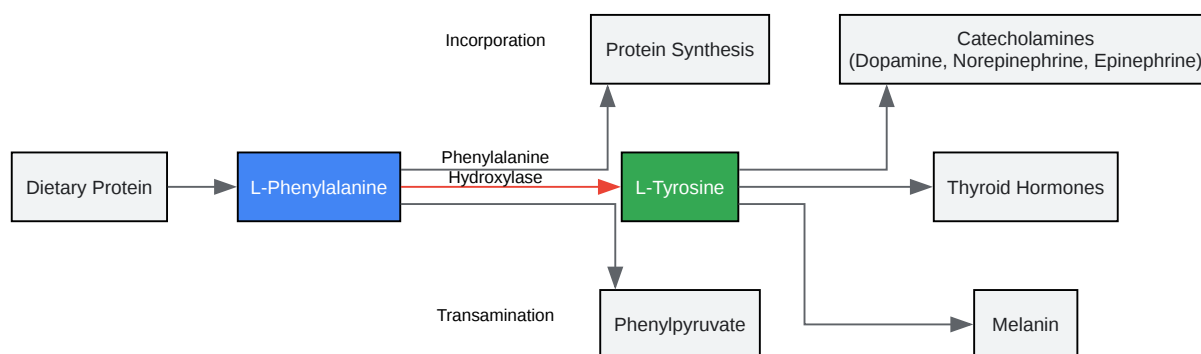 Incorporation
Protein Synthesis
Catecholamines
(Dopamine, Norepinephrine, Epinephrine)
Dietary Protein
L-Phenylalanine
Phenylalanine
Hydroxylase
L-Tyrosine
Thyroid Hormones
Transamination
Phenylpyruvate
Melanin